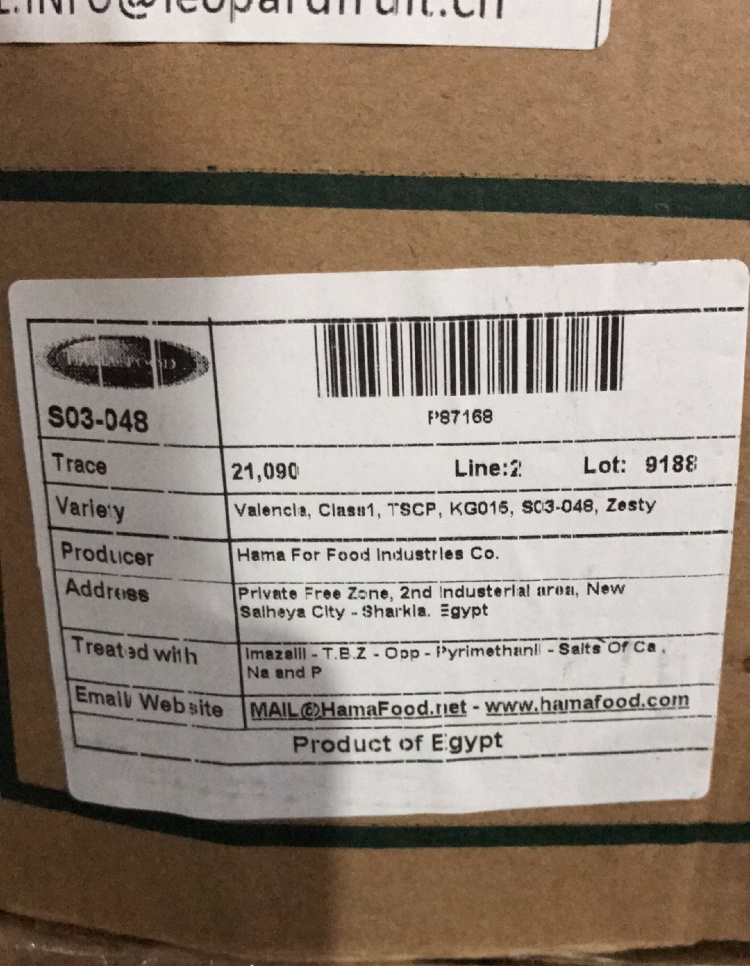 INFO@leopardfruit.cn
S03-048
P87168
Trace 21,090 Line:2 Lot: 9188
Variety Valencia, Class1, TSCP, KG016, S03-048, Zesty
Producer Hama For Food Industries Co.
Address Private Free Zone, 2nd Industerial area, New
Salheya City - Sharkia. Egypt
Treated with Imazalil - T.B.Z - Opp - Pyrimethanil - Salts Of Ca ,
Na and P
Email/ Website MAIL@HamaFood.net - www.hamafood.com
Product of Egypt